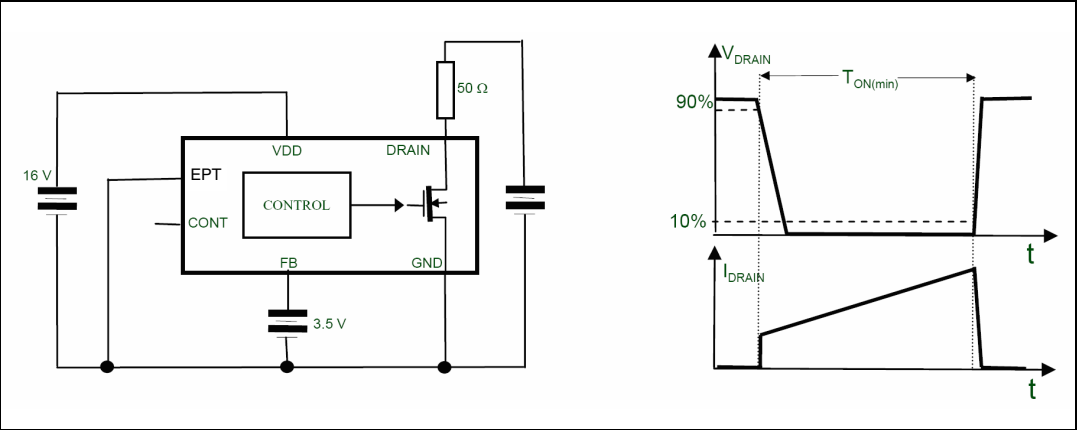 50 Ω
VDD
DRAIN
16 V
EPT
CONTROL
CONT
FB
GND
3.5 V
VDRAIN
TON(min)
90%
10%
t
IDRAIN
t